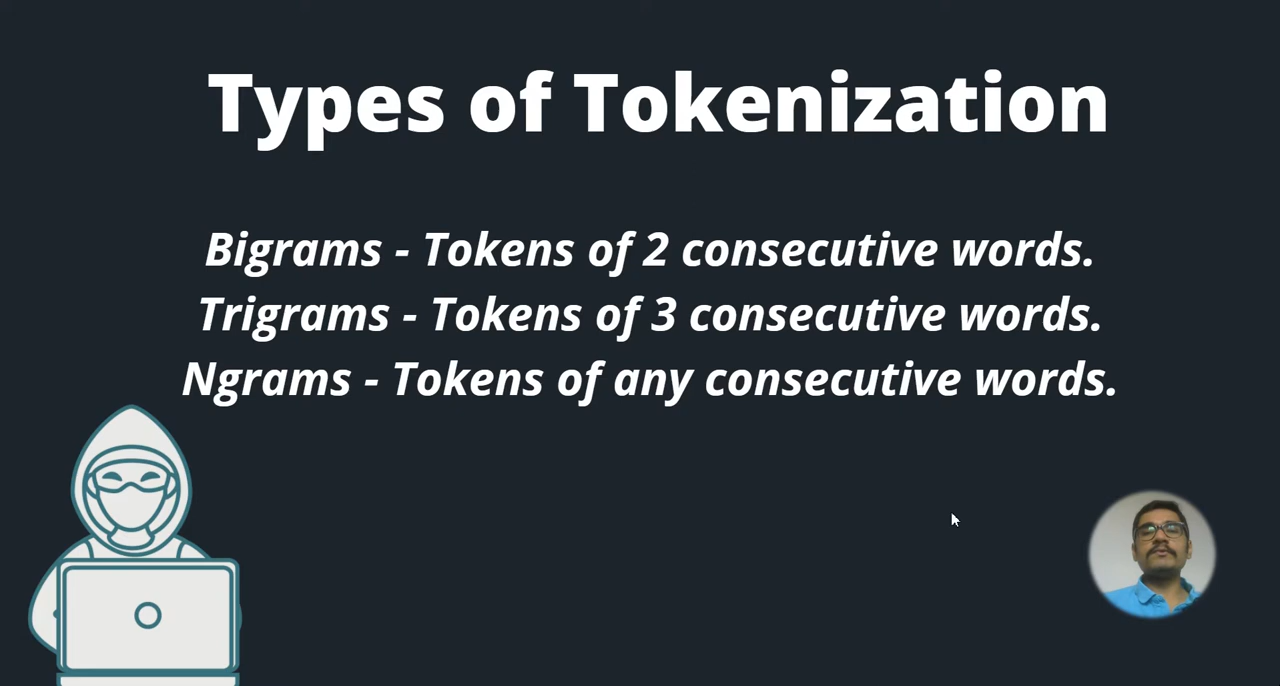 Types of Tokenization
Bigrams - Tokens of 2 consecutive words.
Trigrams - Tokens of 3 consecutive words.
Ngrams - Tokens of any consecutive words.